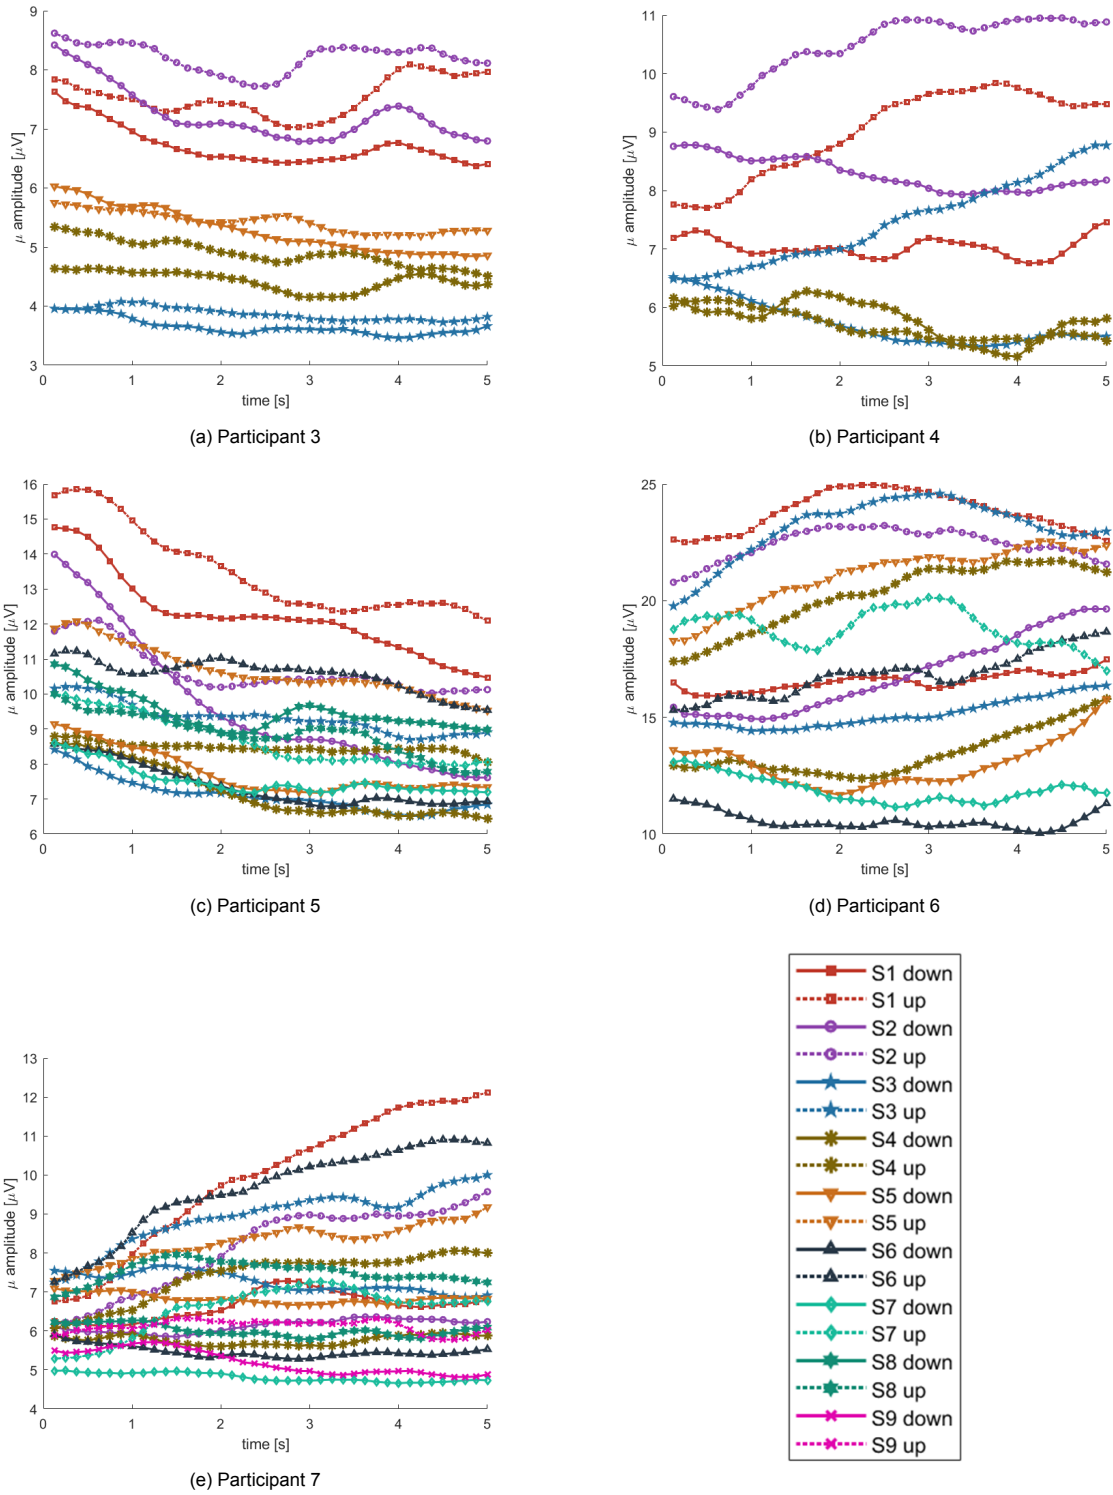 9
8
7
6
5
4
3
0 1 2 3 4 5
μ amplitude [μV]
time [s]
(a) Participant 3
11
10
9
8
7
6
5
0 1 2 3 4 5
μ amplitude [μV]
time [s]
(b) Participant 4
16
15
14
13
12
11
10
9
8
7
6
0 1 2 3 4 5
μ amplitude [μV]
time [s]
(c) Participant 5
25
20
15
10
0 1 2 3 4 5
μ amplitude [μV]
time [s]
(d) Participant 6
13
12
11
10
9
8
7
6
5
4
0 1 2 3 4 5
μ amplitude [μV]
time [s]
(e) Participant 7
S1 down
S1 up
S2 down
S2 up
S3 down
S3 up
S4 down
S4 up
S5 down
S5 up
S6 down
S6 up
S7 down
S7 up
S8 down
S8 up
S9 down
S9 up